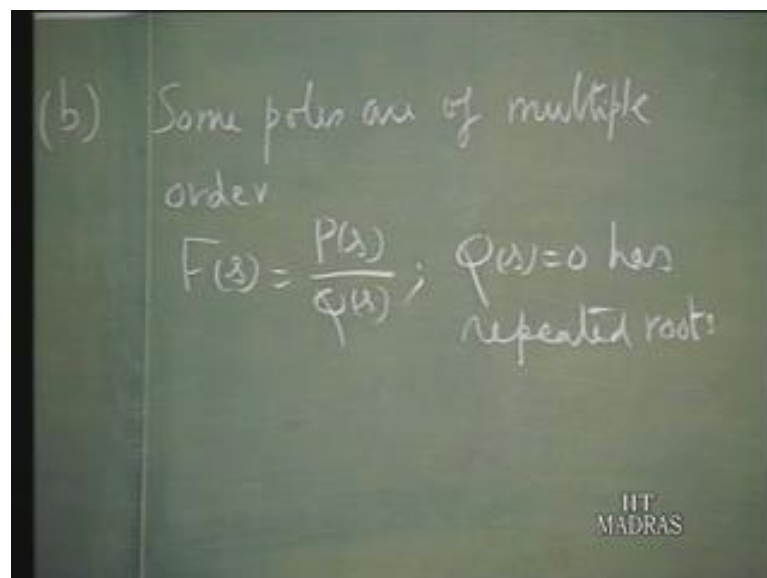 (b) Some poles are of multiple
order
F(s) = P(s)/Q(s) ; Q(s)=0 has
repeated roots
IIT
MADRAS